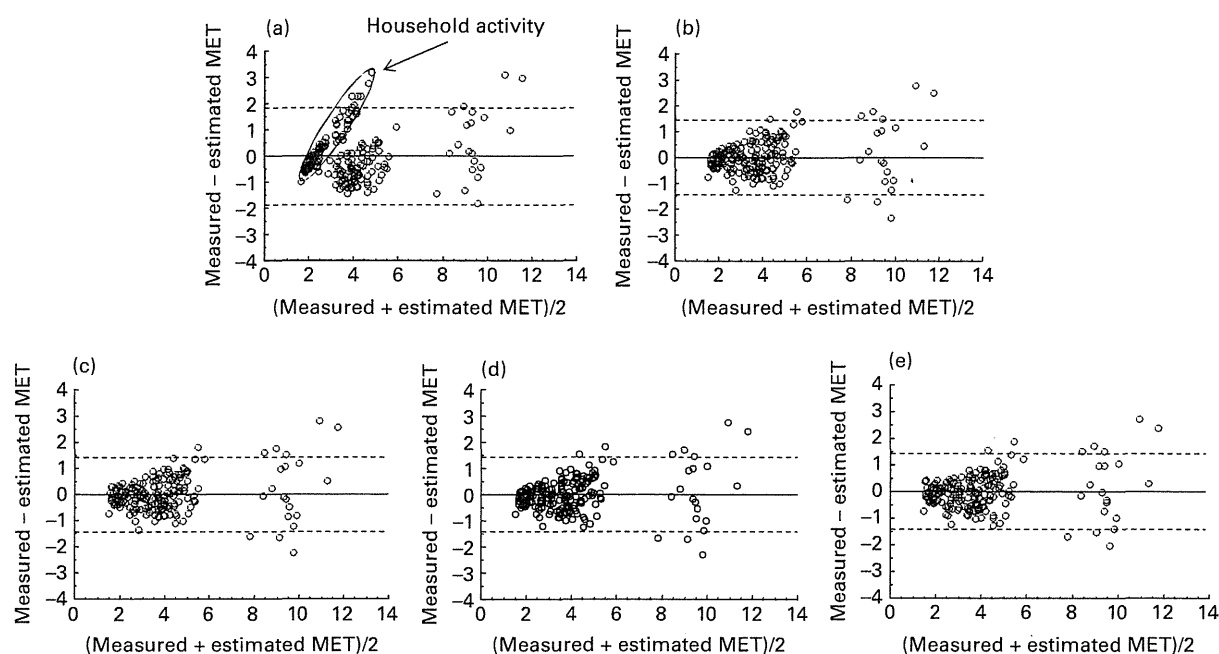 (a)
Household activity
Measured – estimated MET
4
3
2
1
0
–1
–2
–3
–4
0 2 4 6 8 10 12 14
(Measured + estimated MET)/2
(b)
Measured – estimated MET
4
3
2
1
0
–1
–2
–3
–4
0 2 4 6 8 10 12 14
(Measured + estimated MET)/2
(c)
Measured – estimated MET
4
3
2
1
0
–1
–2
–3
–4
0 2 4 6 8 10 12 14
(Measured + estimated MET)/2
(d)
Measured – estimated MET
4
3
2
1
0
–1
–2
–3
–4
0 2 4 6 8 10 12 14
(Measured + estimated MET)/2
(e)
Measured – estimated MET
4
3
2
1
0
–1
–2
–3
–4
0 2 4 6 8 10 12 14
(Measured + estimated MET)/2